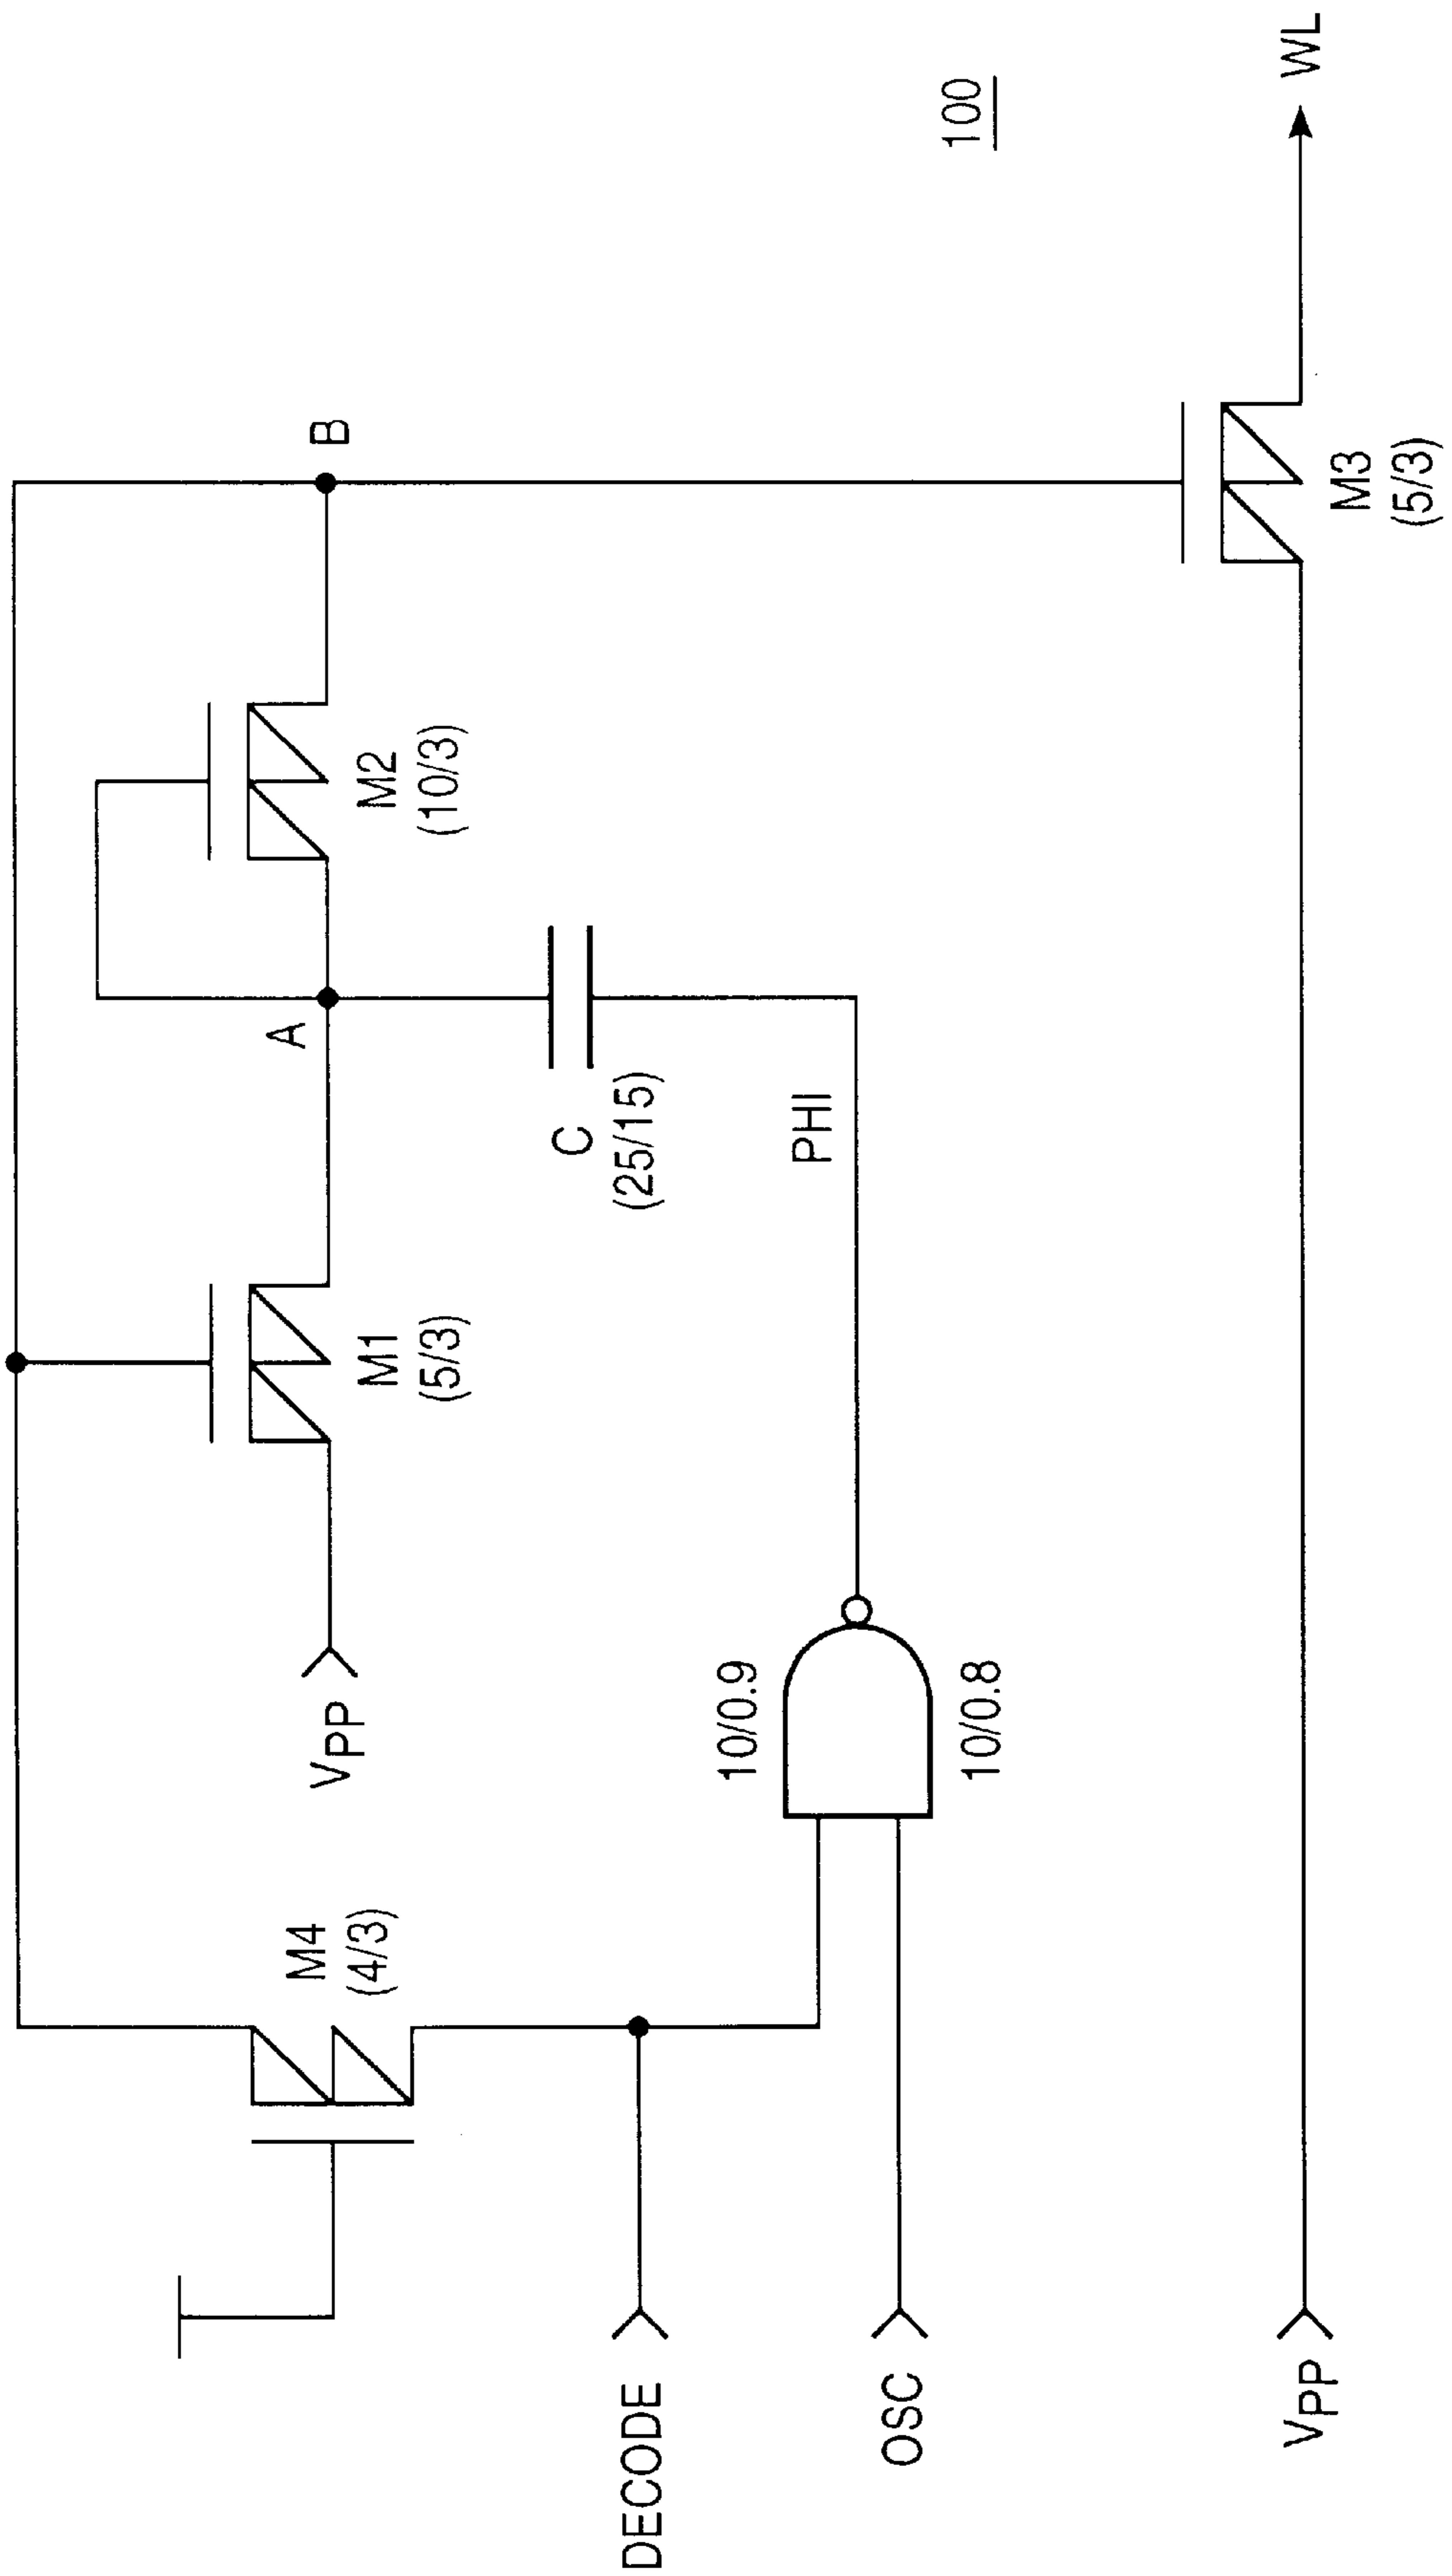 M4
(4/3)
VPP
M1
(5/3)
A
M2
(10/3)
B
C
(25/15)
PHI
10/0.9
10/0.8
DECODE
OSC
100
VPP
M3
(5/3)
WL